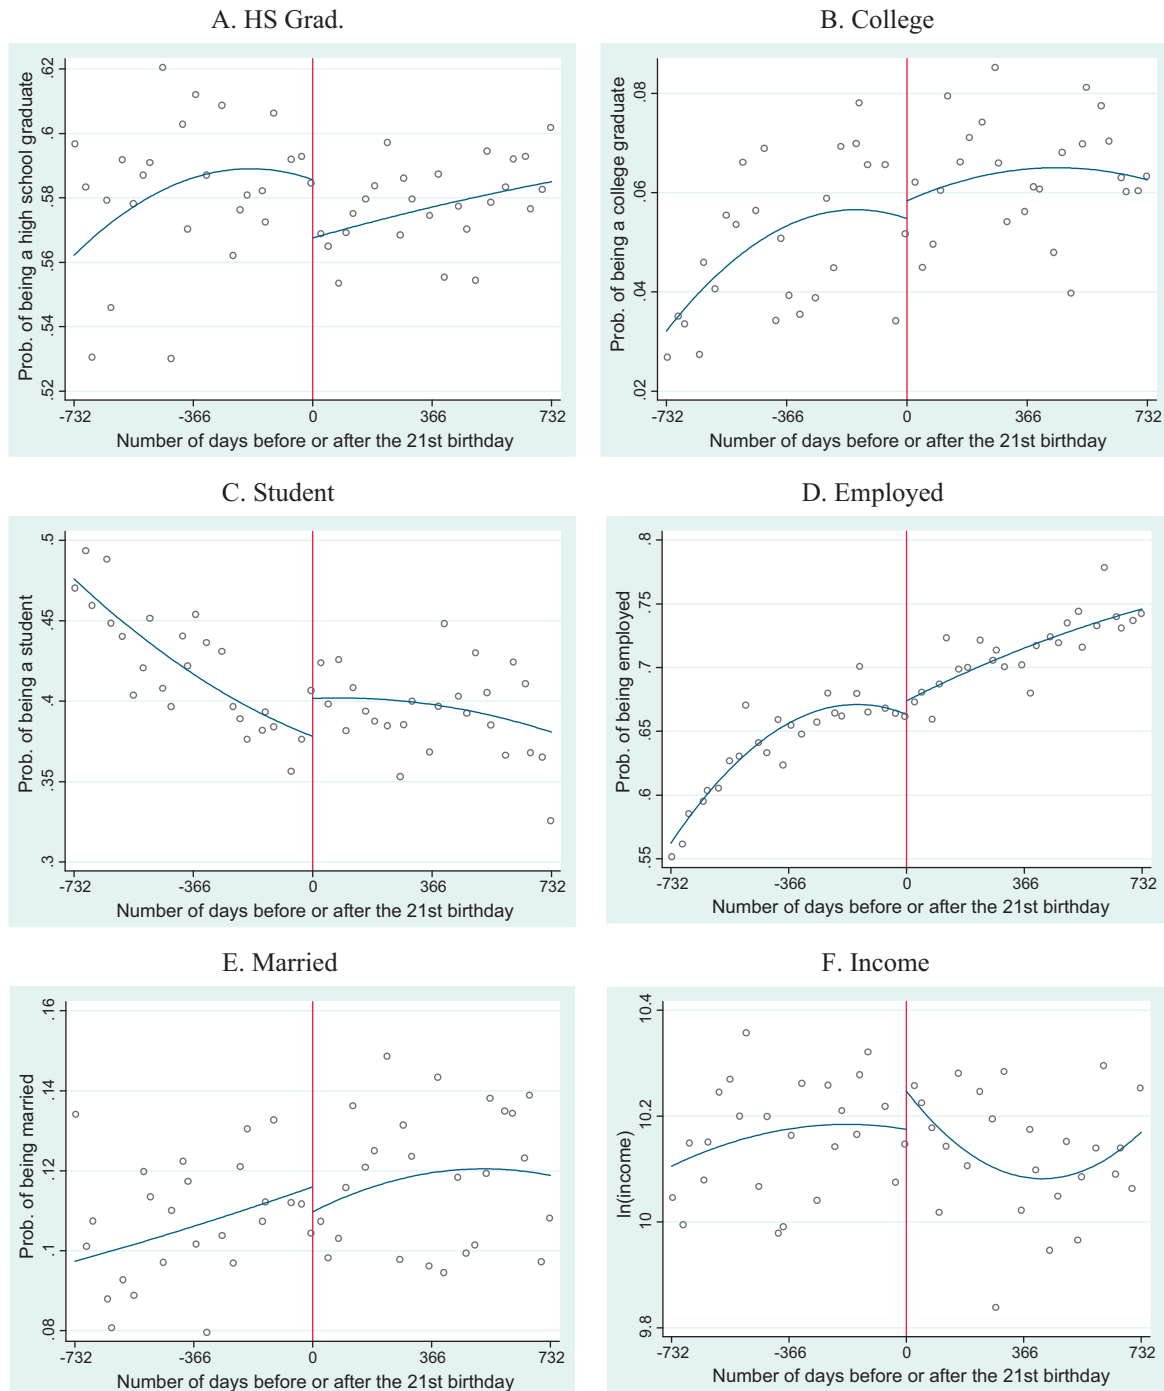 A. HS Grad.
Prob. of being a high school graduate
.62
.6
.58
.56
.54
.52
-732 -366 0 366 732
Number of days before or after the 21st birthday
B. College
Prob. of being a college graduate
.08
.06
.04
.02
-732 -366 0 366 732
Number of days before or after the 21st birthday
C. Student
Prob. of being a student
.5
.45
.4
.35
.3
-732 -366 0 366 732
Number of days before or after the 21st birthday
D. Employed
Prob. of being employed
.8
.75
.7
.65
.6
.55
-732 -366 0 366 732
Number of days before or after the 21st birthday
E. Married
Prob. of being married
.16
.14
.12
.1
.08
-732 -366 0 366 732
Number of days before or after the 21st birthday
F. Income
ln(income)
10.4
10.2
10
9.8
-732 -366 0 366 732
Number of days before or after the 21st birthday